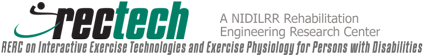 rectech
A NIDILRR Rehabilitation
Engineering Research Center
RERC on Interactive Exercise Technologies and Exercise Physiology for Persons with Disabilities